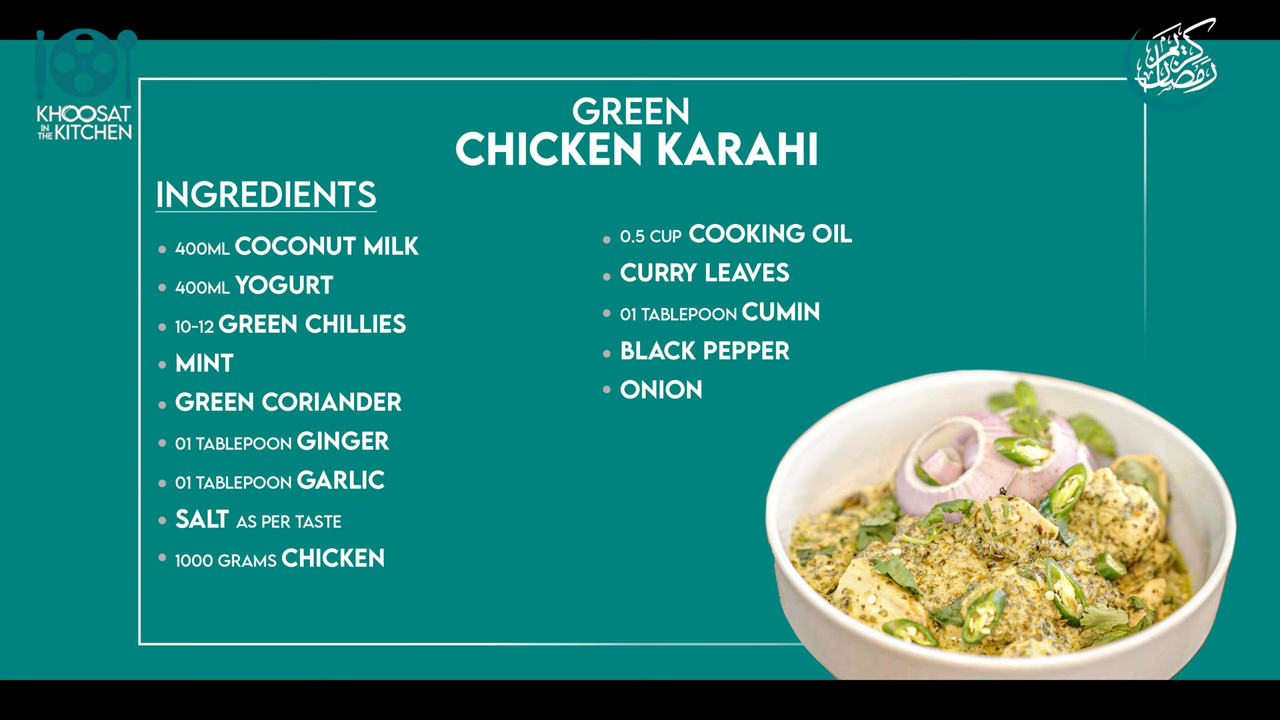 KHOOSAT
IN THE KITCHEN
رمضان كريم
GREEN
CHICKEN KARAHI
INGREDIENTS
400ML COCONUT MILK
400ML YOGURT
10-12 GREEN CHILLIES
MINT
GREEN CORIANDER
01 TABLEPOON GINGER
01 TABLEPOON GARLIC
SALT AS PER TASTE
1000 GRAMS CHICKEN
0.5 CUP COOKING OIL
CURRY LEAVES
01 TABLEPOON CUMIN
BLACK PEPPER
ONION